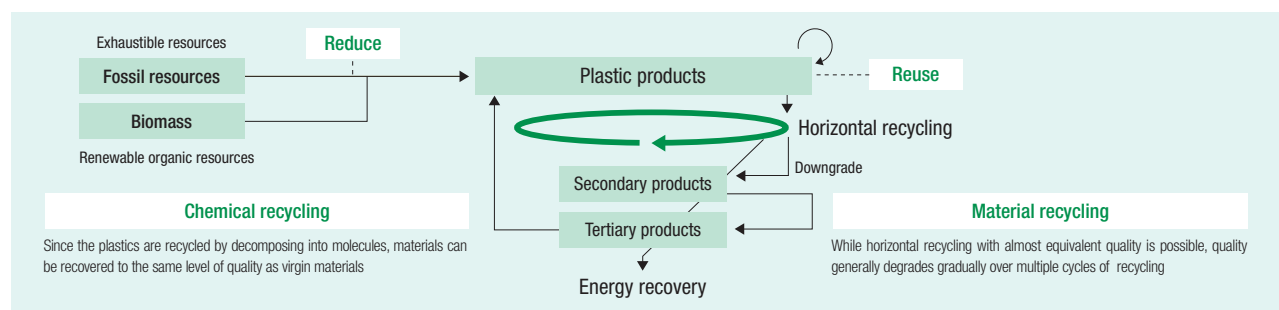 Exhaustible resources
Fossil resources
Biomass
Renewable organic resources
Reduce
Plastic products
Reuse
Horizontal recycling
Downgrade
Secondary products
Tertiary products
Energy recovery
Chemical recycling
Since the plastics are recycled by decomposing into molecules, materials can
be recovered to the same level of quality as virgin materials
Material recycling
While horizontal recycling with almost equivalent quality is possible, quality
generally degrades gradually over multiple cycles of recycling